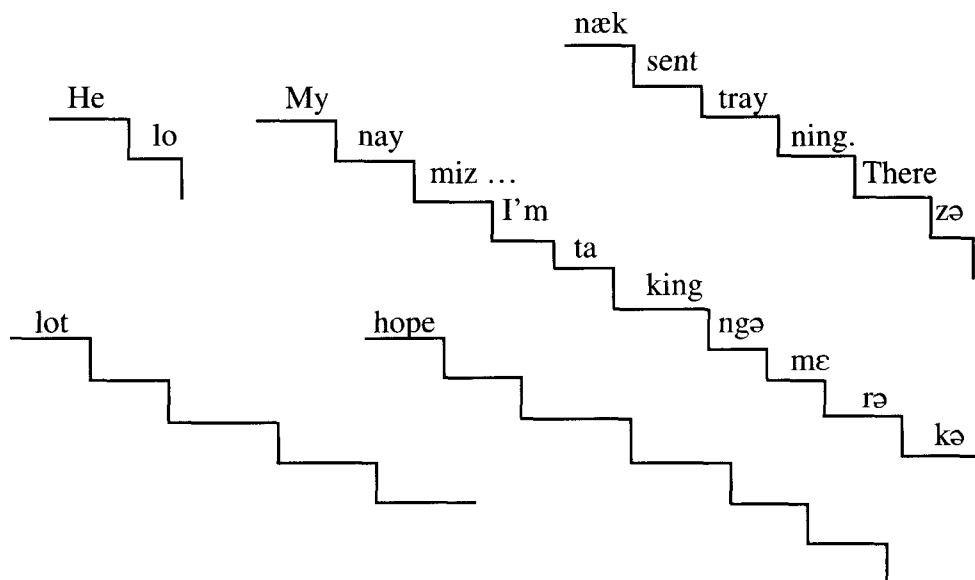 He
lo
My
nay
miz ...
I'm
ta
king
ngə
mɛ
rə
kə
næk
sent
tray
ning.
There
zə
lot
hope